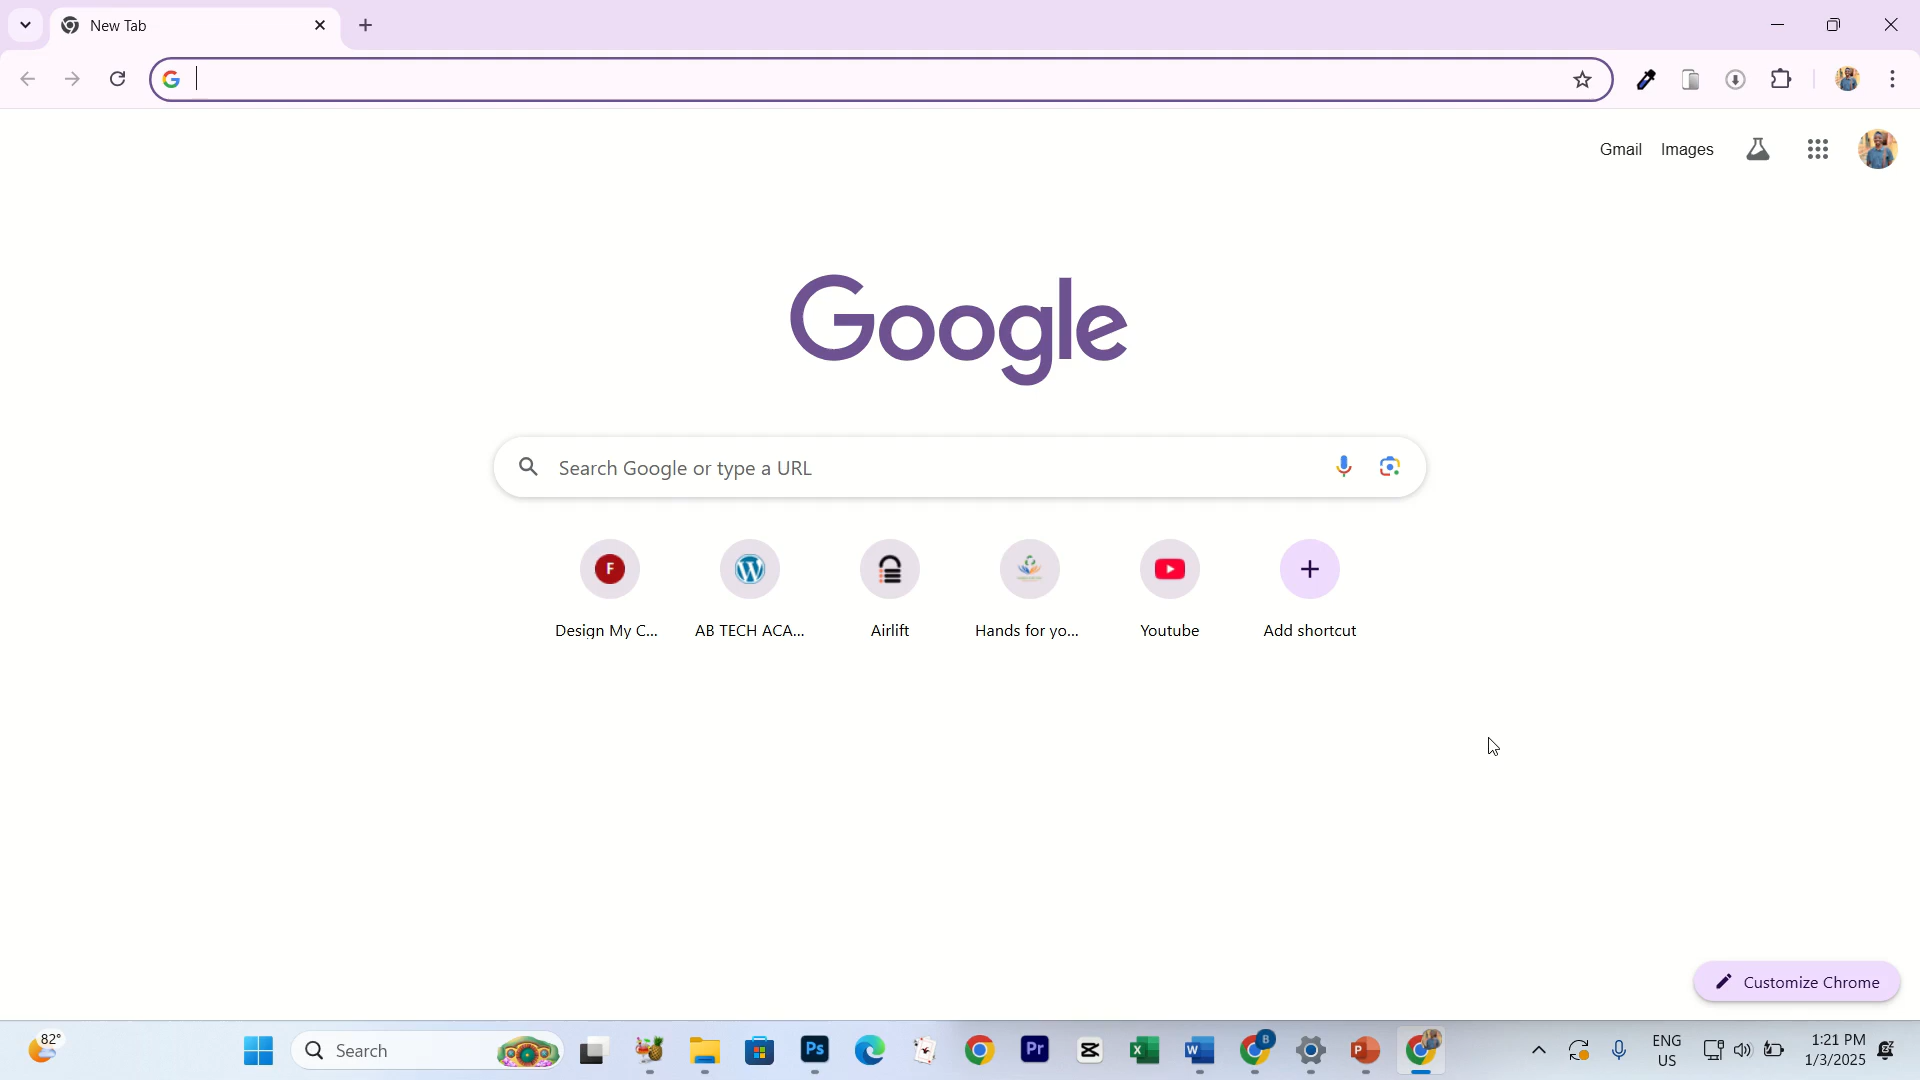 New Tab
Gmail Images
Google
Search Google or type a URL
F
Design My C...
AB TECH ACA...
Airlift
Hands for yo...
Youtube
Add shortcut
Customize Chrome
82°
Search
Ps
Pr
W
B
P
ENG
US
1:21 PM
1/3/2025